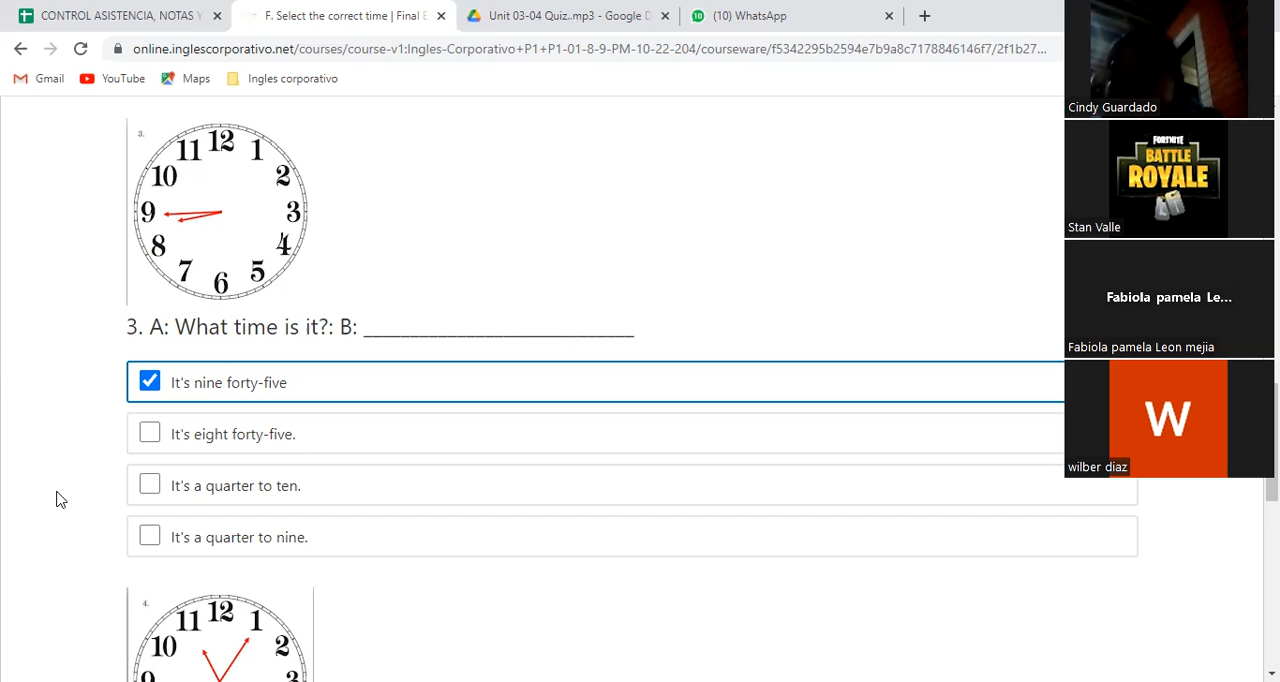 CONTROL ASISTENCIA, NOTAS Y
F. Select the correct time | Final E
Unit 03-04 Quiz..mp3 - Google D
(10) WhatsApp
online.inglescorporativo.net/courses/course-v1:Ingles-Corporativo+P1+P1-01-8-9-PM-10-22-204/courseware/f5342295b2594e7b9a8c7178846146f7/2f1b27...
Gmail
YouTube
Maps
Ingles corporativo
3.
12
11
1
10
2
9
3
8
4
7
5
6
3. A: What time is it?: B: ____________________________
It's nine forty-five
It's eight forty-five.
It's a quarter to ten.
It's a quarter to nine.
4.
12
11
1
10
2
9
3
Cindy Guardado
FORTNITE
BATTLE
ROYALE
Stan Valle
Fabiola pamela Le...
Fabiola pamela Leon mejia
W
wilber diaz